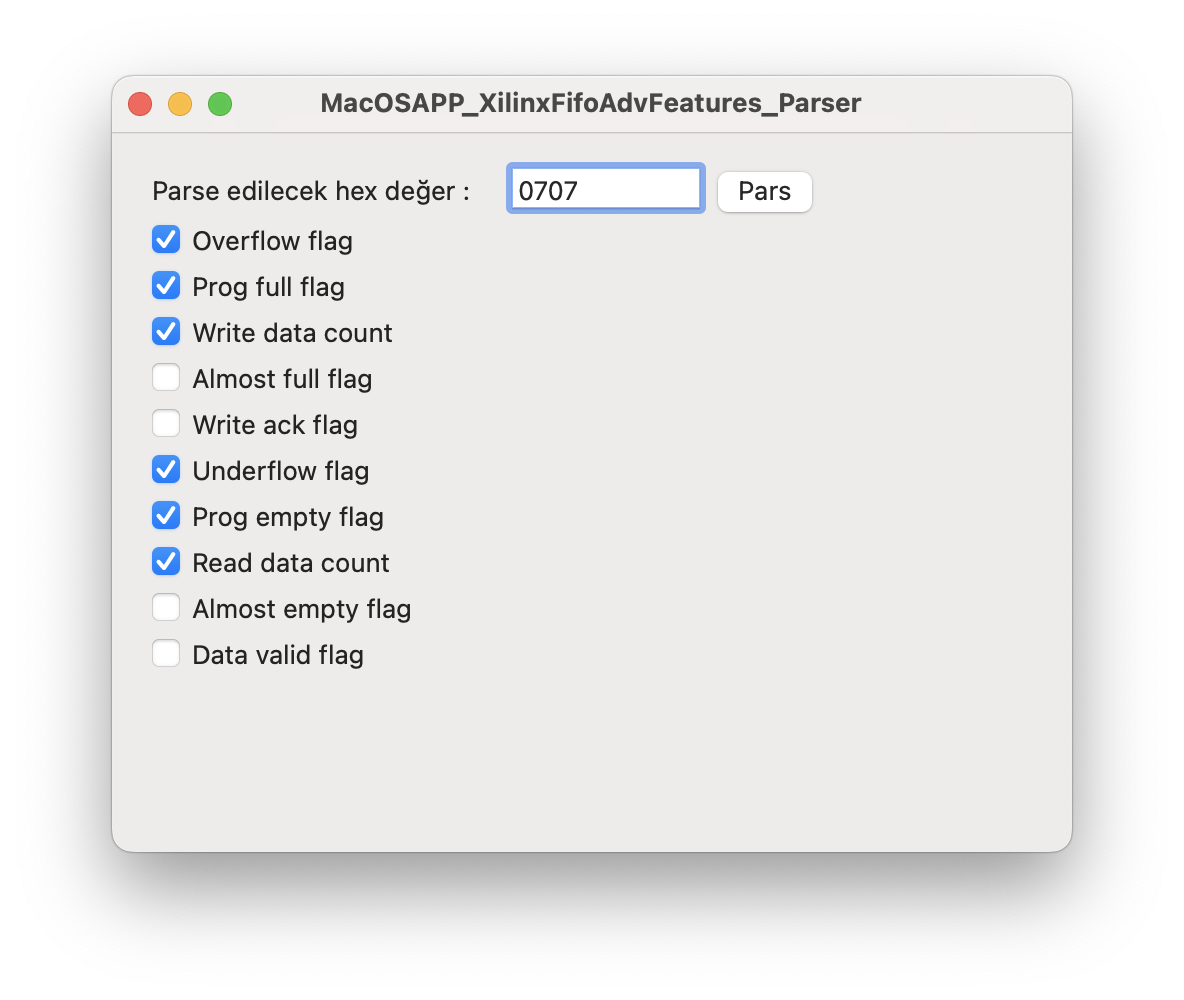 MacOSAPP_XilinxFifoAdvFeatures_Parser
Parse edilecek hex değer : 0707 Pars
Overflow flag
Prog full flag
Write data count
Almost full flag
Write ack flag
Underflow flag
Prog empty flag
Read data count
Almost empty flag
Data valid flag